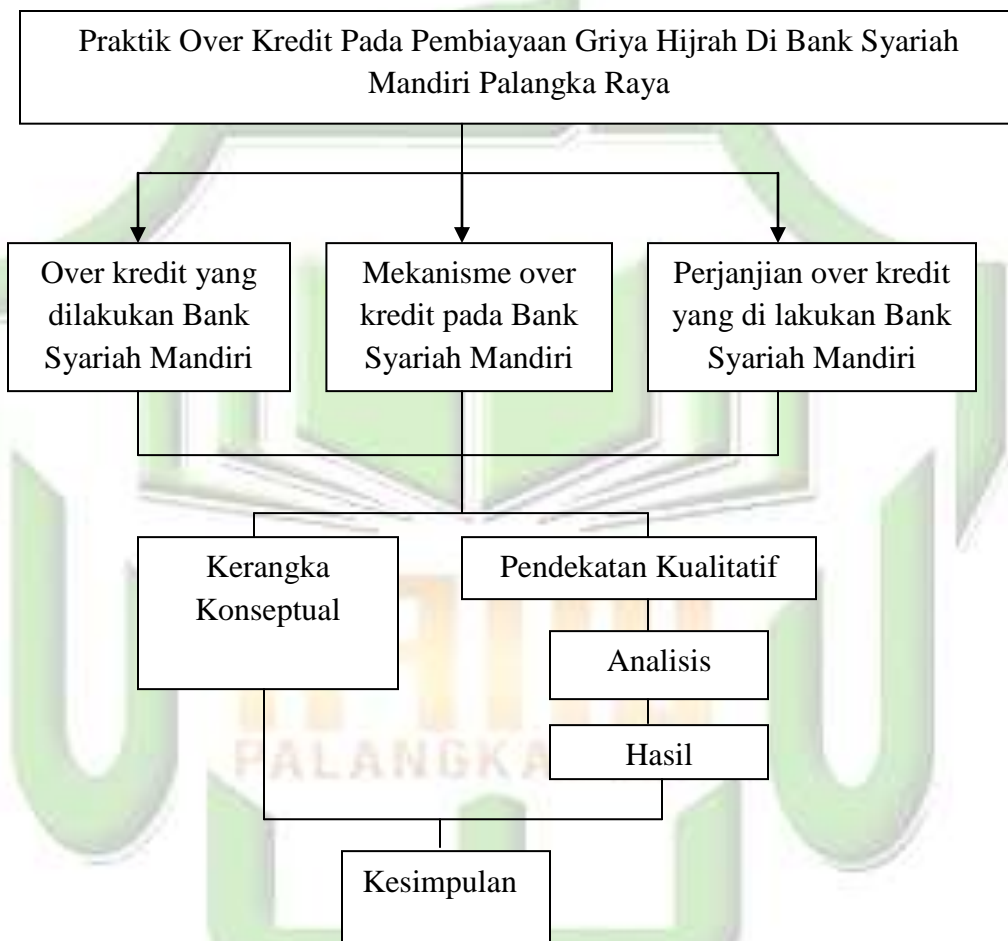 Praktik Over Kredit Pada Pembiayaan Griya Hijrah Di Bank Syariah
Mandiri Palangka Raya
Over kredit yang
dilakukan Bank
Syariah Mandiri
Mekanisme over
kredit pada Bank
Syariah Mandiri
Perjanjian over kredit
yang di lakukan Bank
Syariah Mandiri
Kerangka
Konseptual
Pendekatan Kualitatif
Analisis
Hasil
PALANGKA
Kesimpulan